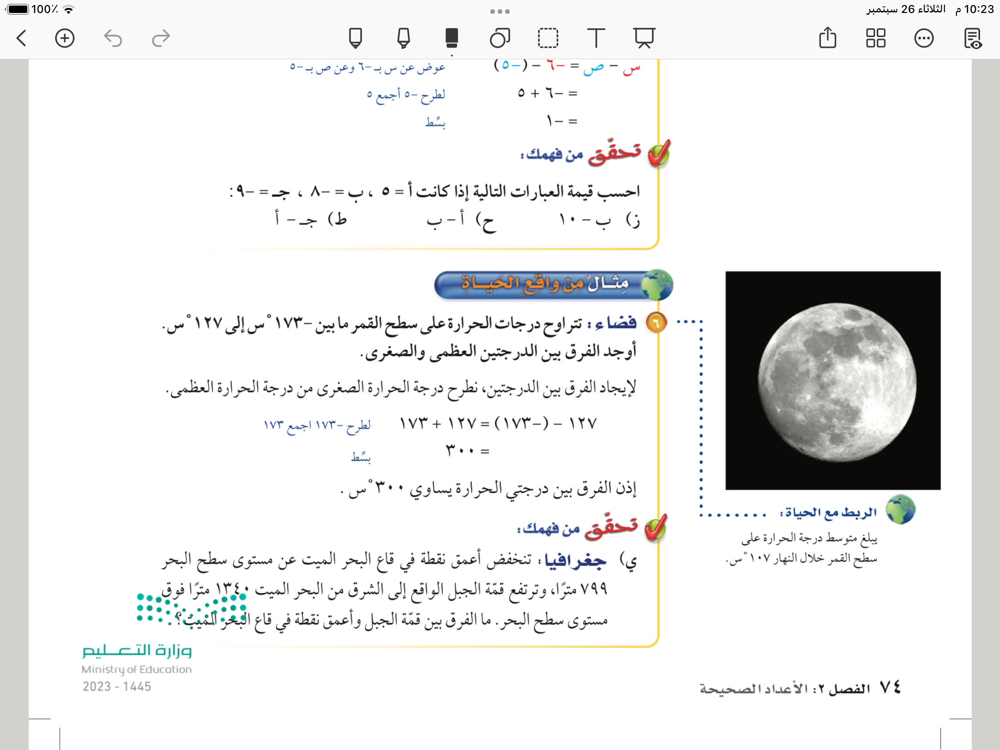 10:23 م الثلاثاء 26 سبتمبر
100٪
س – ص = –٦ – (–٥) عوض عن س بـ –٦ وعن ص بـ –٥
= –٦ + ٥ لطرح –٥ أجمع ٥
= –١ بسِّط
تحقّق من فهمك:
احسب قيمة العبارات التالية إذا كانت أ = ٥ ، ب = –٨ ، جـ = –٩ :
ز) ب – ١٠ ح) أ – ب ط) جـ – أ
مِثـالٌ مِن واقِعِ الحَيـاةِ
٦ فضاء: تتراوح درجات الحرارة على سطح القمر ما بين –١٧٣°س إلى ١٢٧°س.
أوجد الفرق بين الدرجتين العظمى والصغرى.
لإيجاد الفرق بين الدرجتين، نطرح درجة الحرارة الصغرى من درجة الحرارة العظمى.
١٢٧ – (–١٧٣) = ١٢٧ + ١٧٣ لطرح –١٧٣ اجمع ١٧٣
= ٣٠٠ بسِّط
إذن الفرق بين درجتي الحرارة يساوي ٣٠٠°س .
تحقّق من فهمك:
ي) جغرافيا: تنخفض أعمق نقطة في قاع البحر الميت عن مستوى سطح البحر
٧٩٩ مترًا، وترتفع قمّة الجبل الواقع إلى الشرق من البحر الميت ١٣٤٠ مترًا فوق
مستوى سطح البحر. ما الفرق بين قمّة الجبل وأعمق نقطة في قاع البحر الميت؟
الربط مع الحياة:
يبلغ متوسط درجة الحرارة على
سطح القمر خلال النهار ١٠٧°س.
وزارة التعليم
Ministry of Education
2023 - 1445
٧٤ الفصل ٢: الأعداد الصحيحة